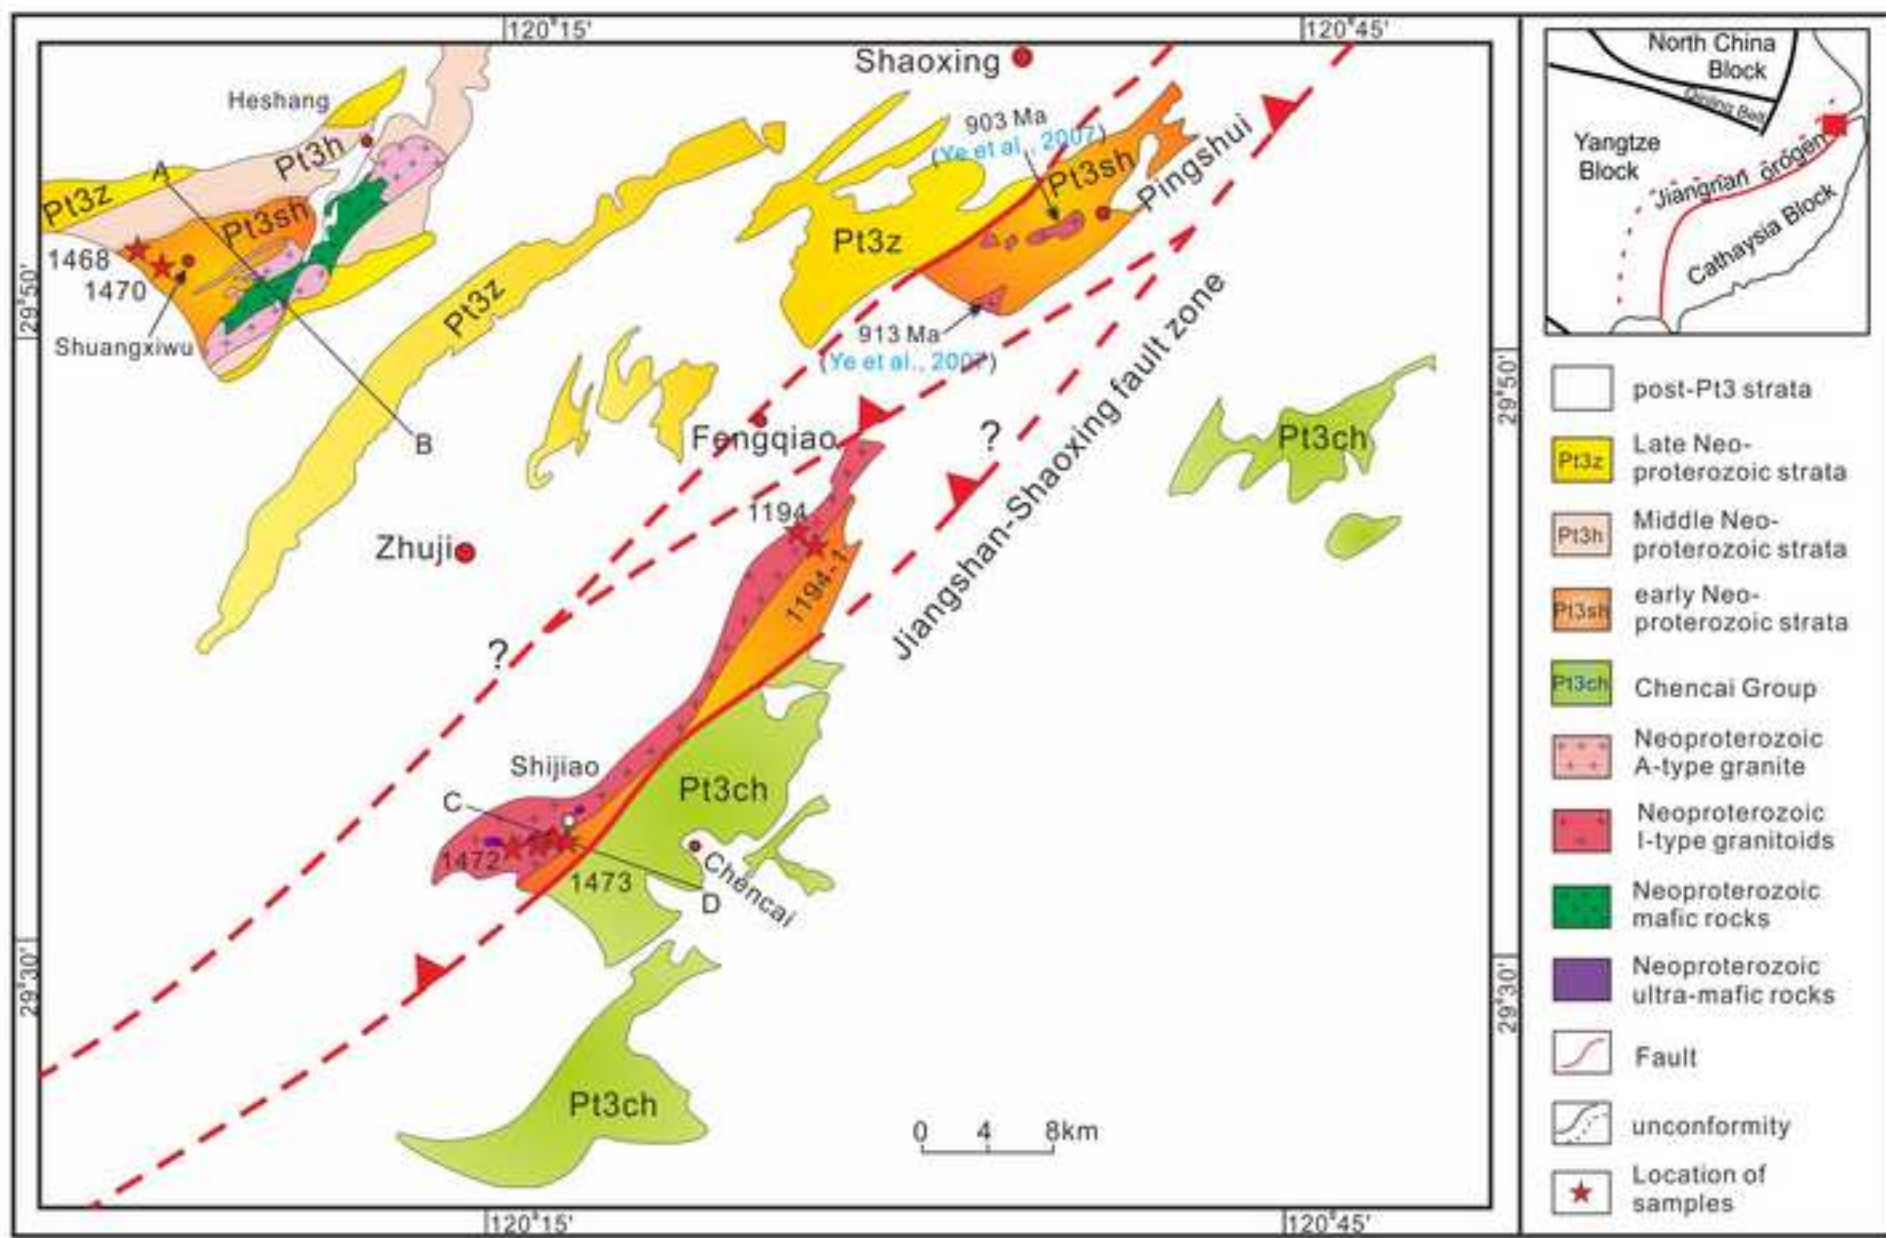 120°15'
120°45'
Shaoxing
Heshang
Pt3h
A
Pt3z
Pt3sh
1468
1470
Shuangxiwu
B
Pt3z
903 Ma
(Ye et al., 2007)
Pt3sh
Pingshui
Pt3z
913 Ma
(Ye et al., 2007)
29°50'
29°50'
Fengqiao
?
Pt3ch
Jiangshan-Shaoxing fault zone
1194
1194-1
Zhuji
?
Shijiao
C
Pt3ch
1472
1473
D
Chencai
29°30'
29°30'
Pt3ch
0 4 8km
120°15'
120°45'
North China
Block
Qinling Belt
Yangtze
Block
Jiangnan orogen
Cathaysia Block
post-Pt3 strata
Pt3z
Late Neo-
proterozoic strata
Pt3h
Middle Neo-
proterozoic strata
Pt3sh
early Neo-
proterozoic strata
Pt3ch
Chencai Group
Neoproterozoic
A-type granite
Neoproterozoic
I-type granitoids
Neoproterozoic
mafic rocks
Neoproterozoic
ultra-mafic rocks
Fault
unconformity
Location of
samples